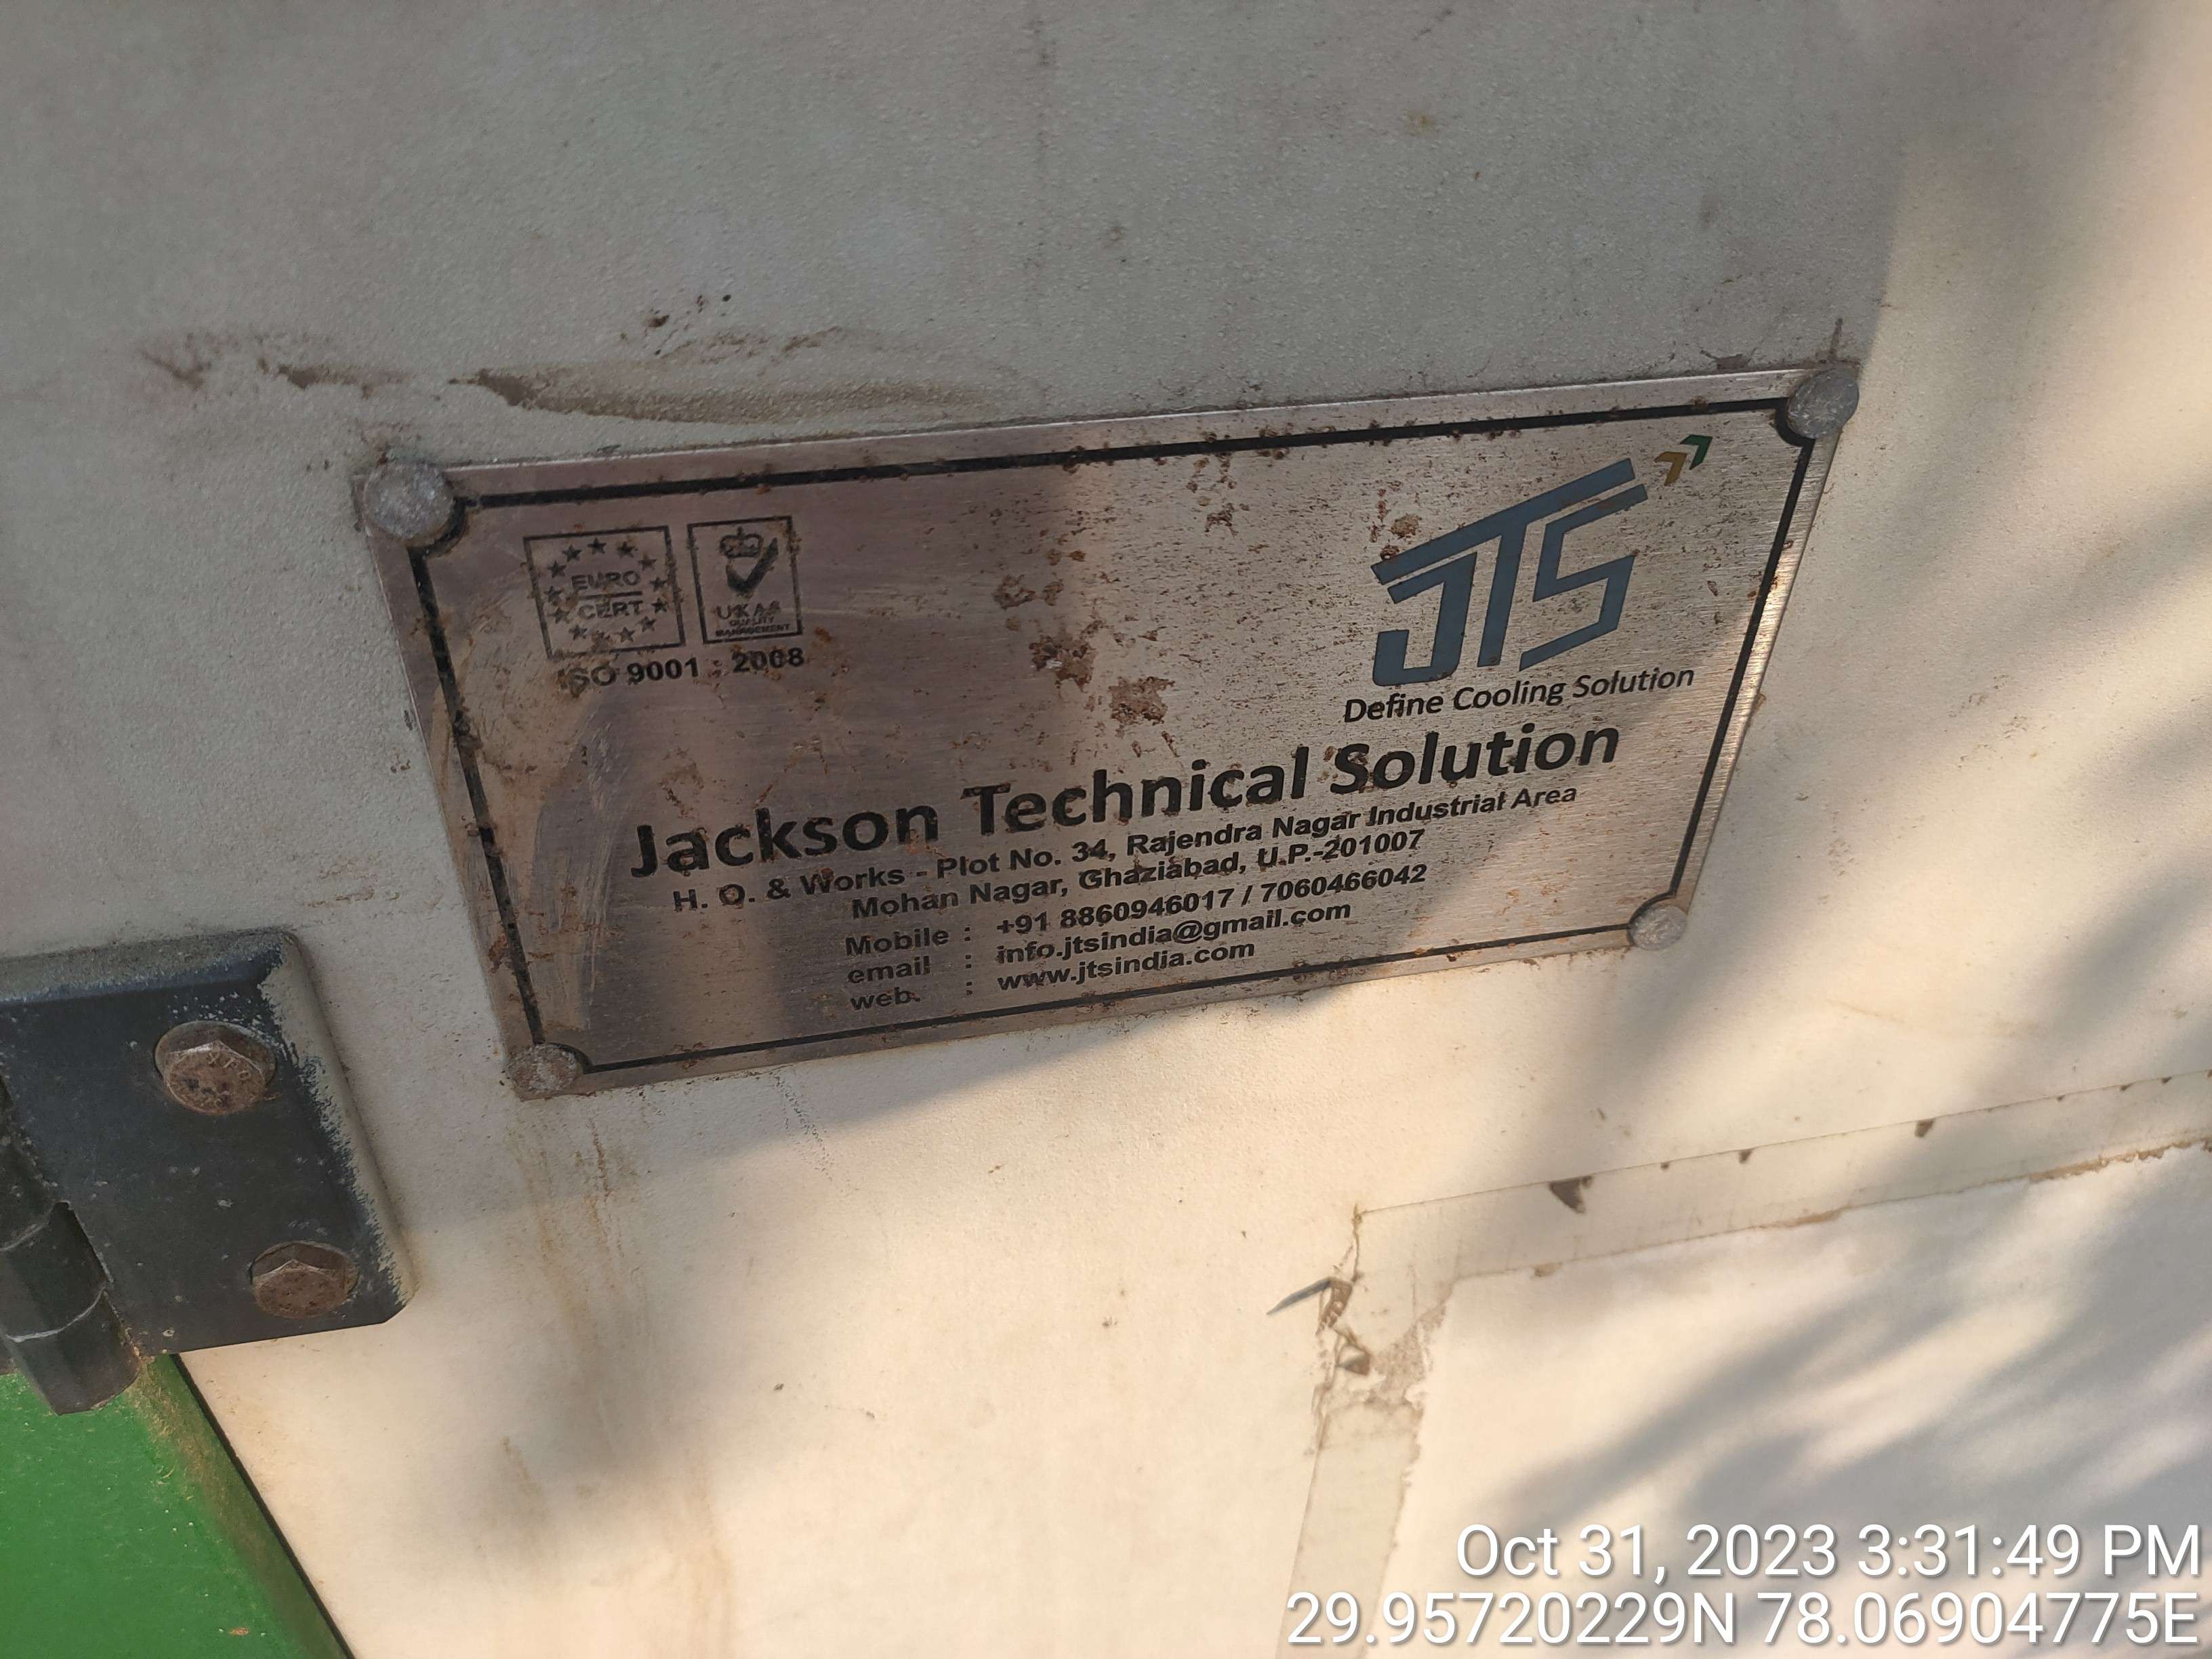 EURO
CERT
UKAS
QUALITY
MANAGEMENT
ISO 9001 : 2008
JTS
Define Cooling Solution
Jackson Technical Solution
H. O. & Works - Plot No. 34, Rajendra Nagar Industrial Area
Mohan Nagar, Ghaziabad, U.P.-201007
Mobile : +91 8860946017 / 7060466042
email : info.jtsindia@gmail.com
web. : www.jtsindia.com
Oct 31, 2023 3:31:49 PM
29.95720229N 78.06904775E